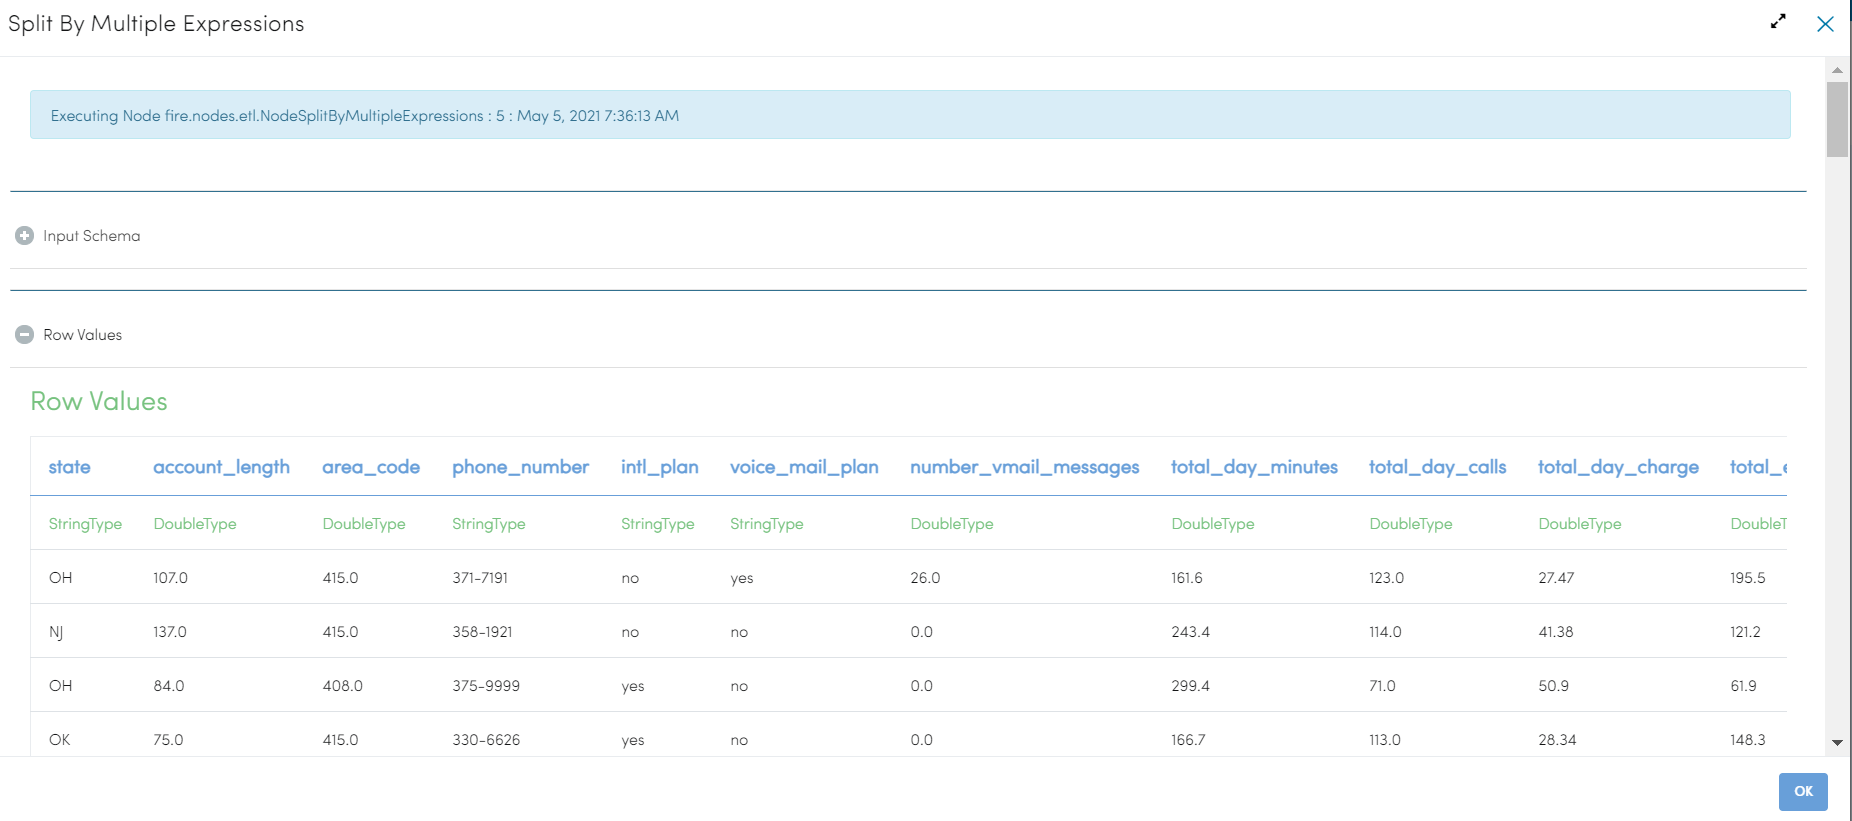 Split By Multiple Expressions
Executing Node fire.nodes.etl.NodeSplitByMultipleExpressions : 5 : May 5, 2021 7:36:13 AM
Input Schema
Row Values
Row Values
state account_length area_code phone_number intl_plan voice_mail_plan number_vmail_messages total_day_minutes total_day_calls total_day_charge total_e
StringType DoubleType DoubleType StringType StringType StringType DoubleType DoubleType DoubleType DoubleType DoubleT
OH 107.0 415.0 371-7191 no yes 26.0 161.6 123.0 27.47 195.5
NJ 137.0 415.0 358-1921 no no 0.0 243.4 114.0 41.38 121.2
OH 84.0 408.0 375-9999 yes no 0.0 299.4 71.0 50.9 61.9
OK 75.0 415.0 330-6626 yes no 0.0 166.7 113.0 28.34 148.3
OK